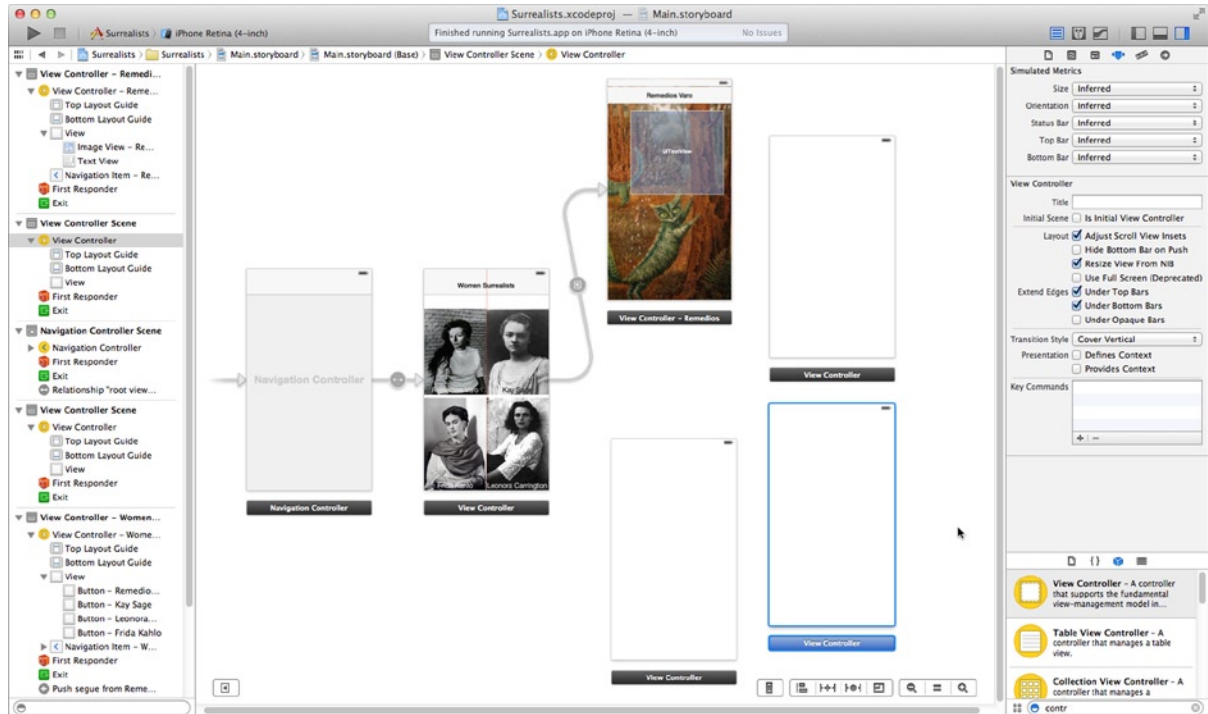 Surrealists.xcodeproj — Main.storyboard
Surrealists
iPhone Retina (4-inch)
Finished running Surrealists.app on iPhone Retina (4-inch)
No Issues
Surrealists
Surrealists
Main.storyboard
Main.storyboard (Base)
View Controller Scene
View Controller
View Controller – Remedi...
View Controller – Reme...
Top Layout Guide
Bottom Layout Guide
View
Image View – Re...
Text View
Navigation Item – Re...
First Responder
Exit
View Controller Scene
View Controller
Top Layout Guide
Bottom Layout Guide
View
First Responder
Exit
Navigation Controller Scene
Navigation Controller
First Responder
Exit
Relationship "root view...
View Controller Scene
View Controller
Top Layout Guide
Bottom Layout Guide
View
First Responder
Exit
View Controller – Women...
View Controller – Wome...
Top Layout Guide
Bottom Layout Guide
View
Button – Remedio...
Button – Kay Sage
Button – Leonora...
Button – Frida Kahlo
Navigation Item – W...
First Responder
Exit
Push segue from Reme...
Navigation Controller
Navigation Controller
Women Surrealists
Kay Sage
Frida Kahlo
Leonora Carrington
View Controller
Remedios Varo
UITextView
View Controller – Remedios
View Controller
View Controller
View Controller
Simulated Metrics
Size Inferred
Orientation Inferred
Status Bar Inferred
Top Bar Inferred
Bottom Bar Inferred
View Controller
Title
Initial Scene Is Initial View Controller
Layout Adjust Scroll View Insets
Hide Bottom Bar on Push
Resize View From NIB
Use Full Screen (Deprecated)
Extend Edges Under Top Bars
Under Bottom Bars
Under Opaque Bars
Transition Style Cover Vertical
Presentation Defines Context
Provides Context
Key Commands
View Controller – A controller
that supports the fundamental
view-management model in...
Table View Controller – A
controller that manages a table
view.
Collection View Controller – A
controller that manages a
contr